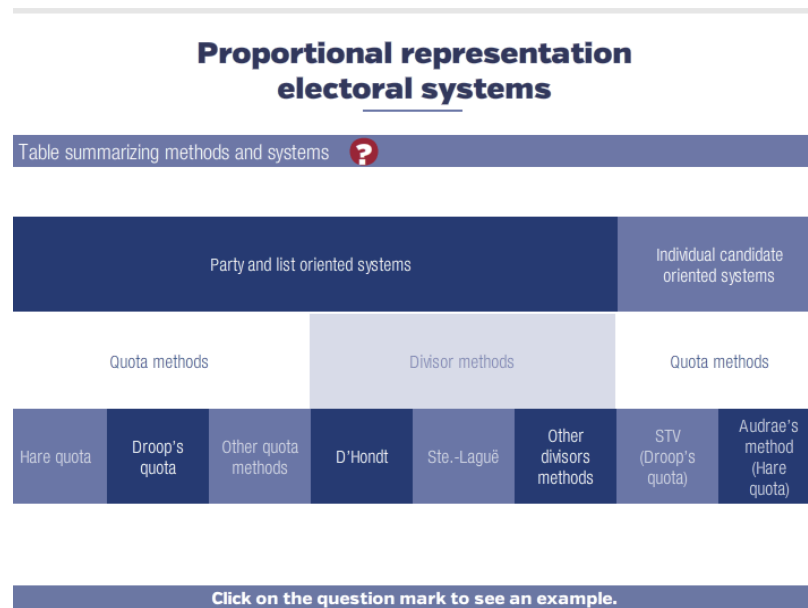 Proportional representation
electoral systems
Table summarizing methods and systems ?
Party and list oriented systems
Individual candidate
oriented systems
Quota methods
Divisor methods
Quota methods
Hare quota
Droop's
quota
Other quota
methods
D'Hondt
Ste.-Laguë
Other
divisors
methods
STV
(Droop's
quota)
Audrae's
method
(Hare
quota)
Click on the question mark to see an example.